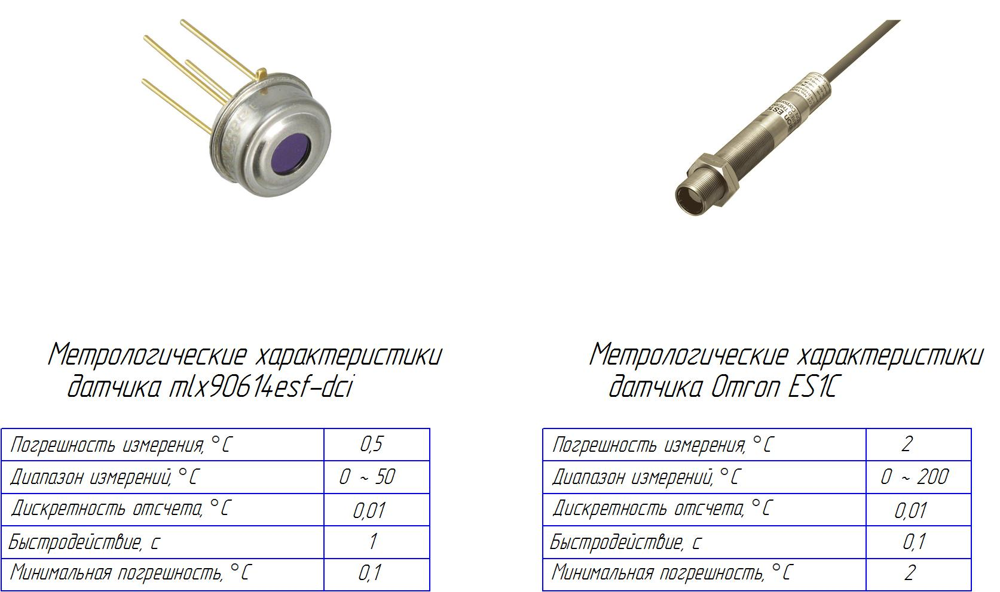 ES1C
Метрологические характеристики
датчика mlx90614esf-dci
Погрешность измерения, °С 0,5
Диапазон измерений, °С 0 ~ 50
Дискретность отсчета, °С 0,01
Быстродействие, с 1
Минимальная погрешность, °С 0,1
Метрологические характеристики
датчика Omron ES1C
Погрешность измерения, °С 2
Диапазон измерений, °С 0 ~ 200
Дискретность отсчета, °С 0,01
Быстродействие, с 0,1
Минимальная погрешность, °С 2